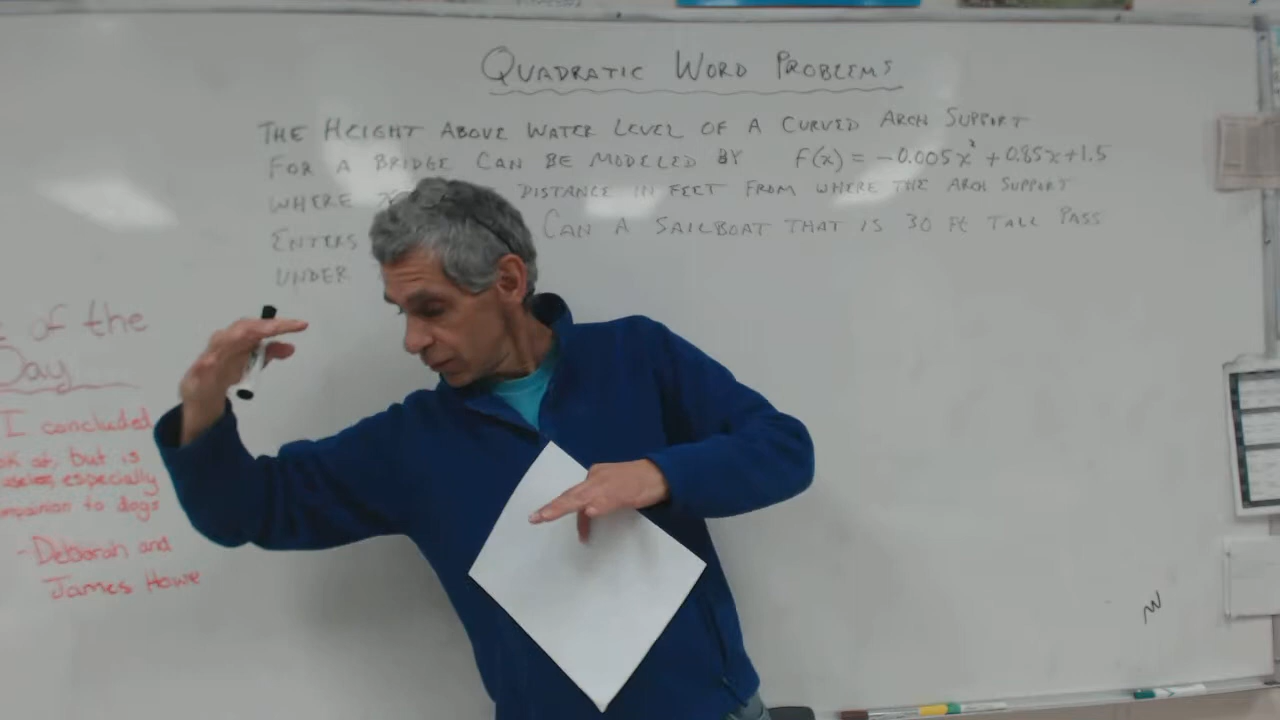 QUADRATIC WORD PROBLEMS
THE HEIGHT ABOVE WATER LEVEL OF A CURVED ARCH SUPPORT
FOR A BRIDGE CAN BE MODELED BY f(x) = -0.005x² + 0.85x + 1.5
WHERE X DISTANCE IN FEET FROM WHERE THE ARCH SUPPORT
ENTERS CAN A SAILBOAT THAT IS 30 Ft TALL PASS
UNDER
of the
Day
I concluded
at, but is
especially
companion to dogs
- Deborah and
James Howe